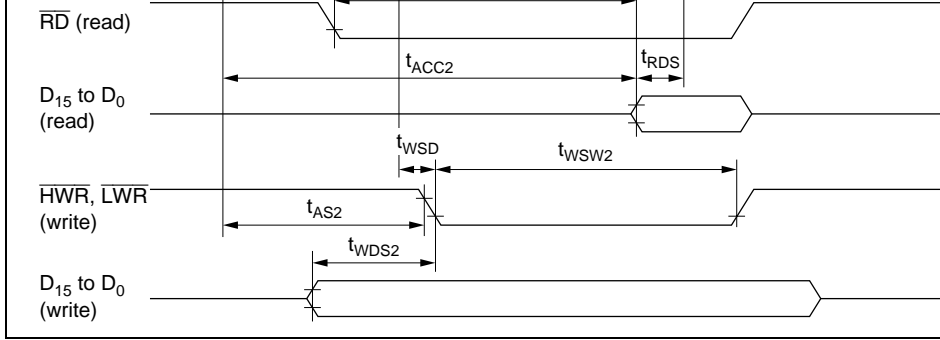 RD (read)
tACC2
tRDS
D15 to D0
(read)
tWSD
tWSW2
HWR, LWR
(write)
tAS2
tWDS2
D15 to D0
(write)